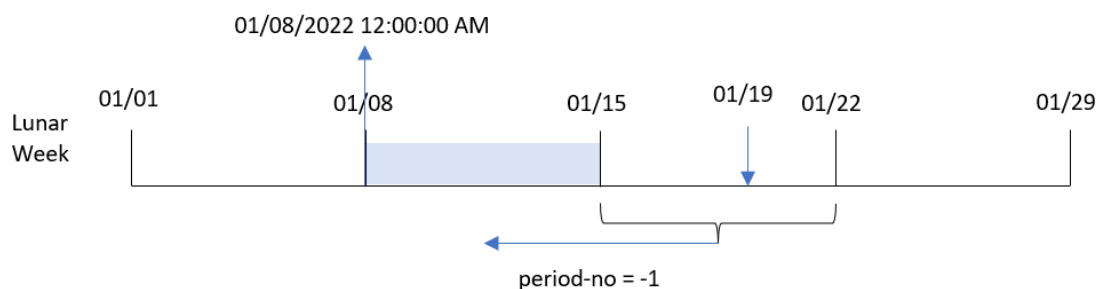 01/08/2022 12:00:00 AM
01/01
01/08
01/15
01/19
01/22
01/29
Lunar
Week
period-no = -1